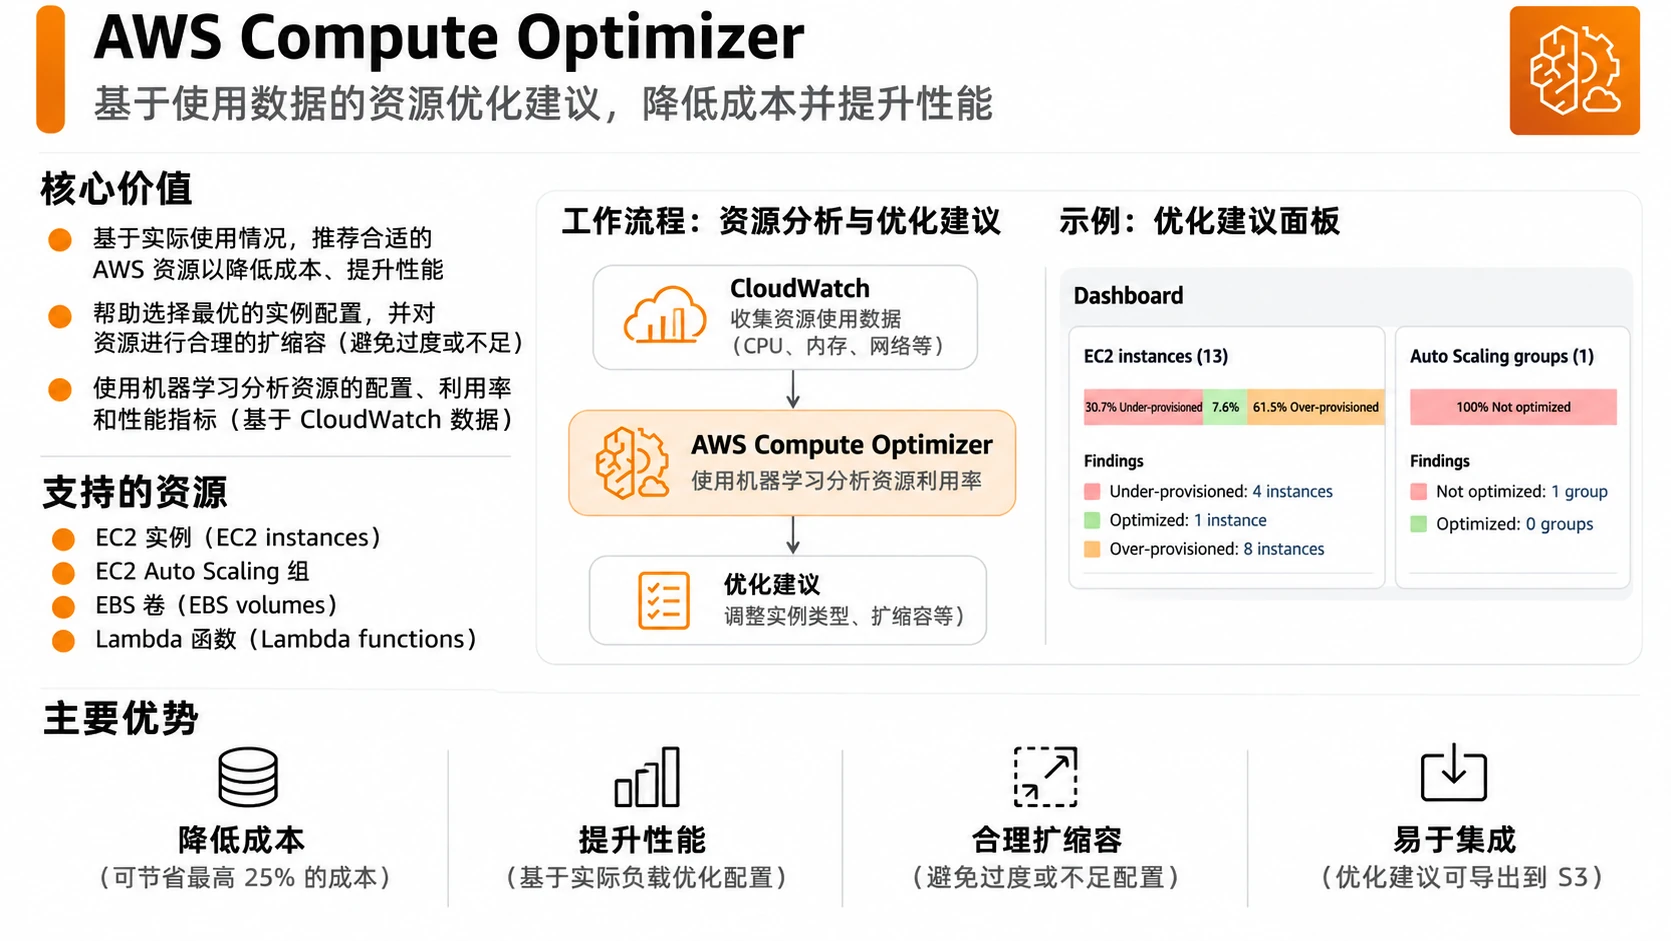 AWS Compute Optimizer
基于使用数据的资源优化建议，降低成本并提升性能
核心价值
基于实际使用情况，推荐合适的
AWS 资源以降低成本、提升性能
帮助选择最优的实例配置，并对
资源进行合理的扩缩容（避免过度或不足）
使用机器学习分析资源的配置、利用率
和性能指标（基于 CloudWatch 数据）
支持的资源
EC2 实例（EC2 instances）
EC2 Auto Scaling 组
EBS 卷（EBS volumes）
Lambda 函数（Lambda functions）
工作流程：资源分析与优化建议
CloudWatch
收集资源使用数据
（CPU、内存、网络等）
AWS Compute Optimizer
使用机器学习分析资源利用率
优化建议
调整实例类型、扩缩容等）
示例：优化建议面板
Dashboard
EC2 instances (13)
30.7% Under-provisioned 7.6% 61.5% Over-provisioned
Findings
Under-provisioned: 4 instances
Optimized: 1 instance
Over-provisioned: 8 instances
Auto Scaling groups (1)
100% Not optimized
Findings
Not optimized: 1 group
Optimized: 0 groups
主要优势
降低成本
（可节省最高 25% 的成本）
提升性能
（基于实际负载优化配置）
合理扩缩容
（避免过度或不足配置）
易于集成
（优化建议可导出到 S3）